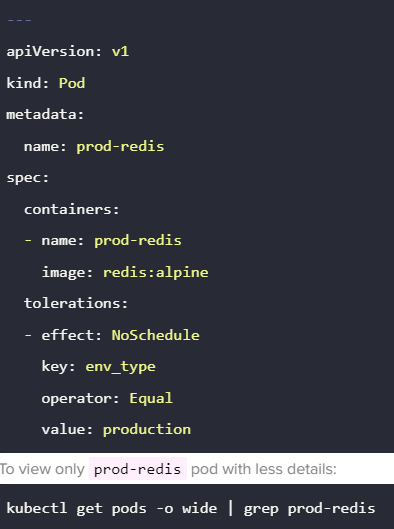 ---
apiVersion: v1
kind: Pod
metadata:
  name: prod-redis
spec:
  containers:
  - name: prod-redis
    image: redis:alpine
  tolerations:
  - effect: NoSchedule
    key: env_type
    operator: Equal
    value: production
To view only prod-redis pod with less details:
kubectl get pods -o wide | grep prod-redis